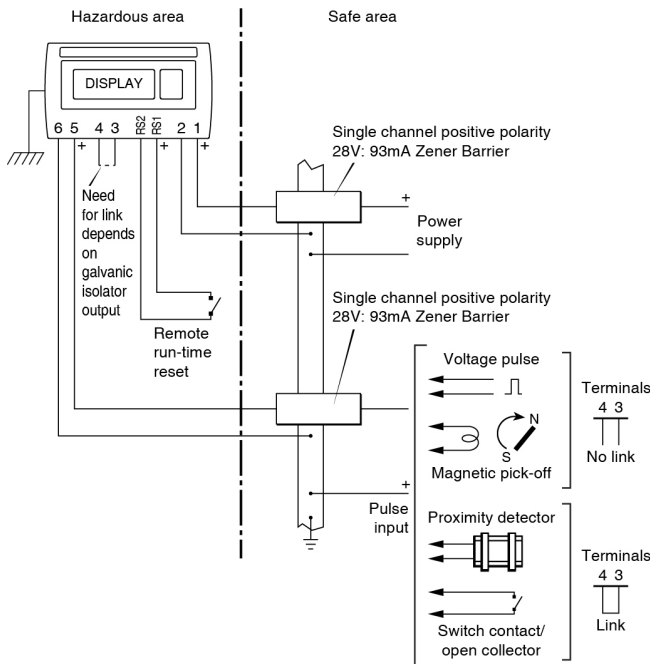 Hazardous area
Safe area
DISPLAY
6 5 4 3 RS2 RS1 2 1
+ + +
Single channel positive polarity
28V: 93mA Zener Barrier
+
Power
supply
Need
for link
depends
on
galvanic
isolator
output
Remote
run-time
reset
Single channel positive polarity
28V: 93mA Zener Barrier
+
Pulse
input
Voltage pulse
N
S
Magnetic pick-off
Terminals
4 3
No link
Proximity detector
Switch contact/
open collector
Terminals
4 3
Link